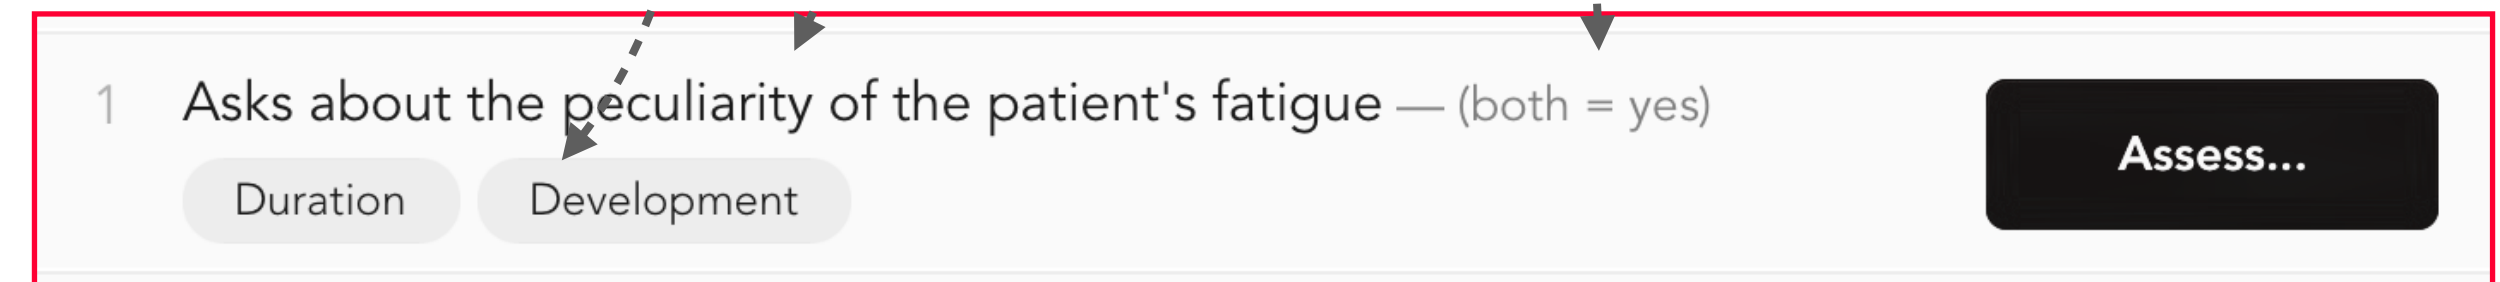 1 Asks about the peculiarity of the patient's fatigue — (both = yes)
Assess...
Duration Development